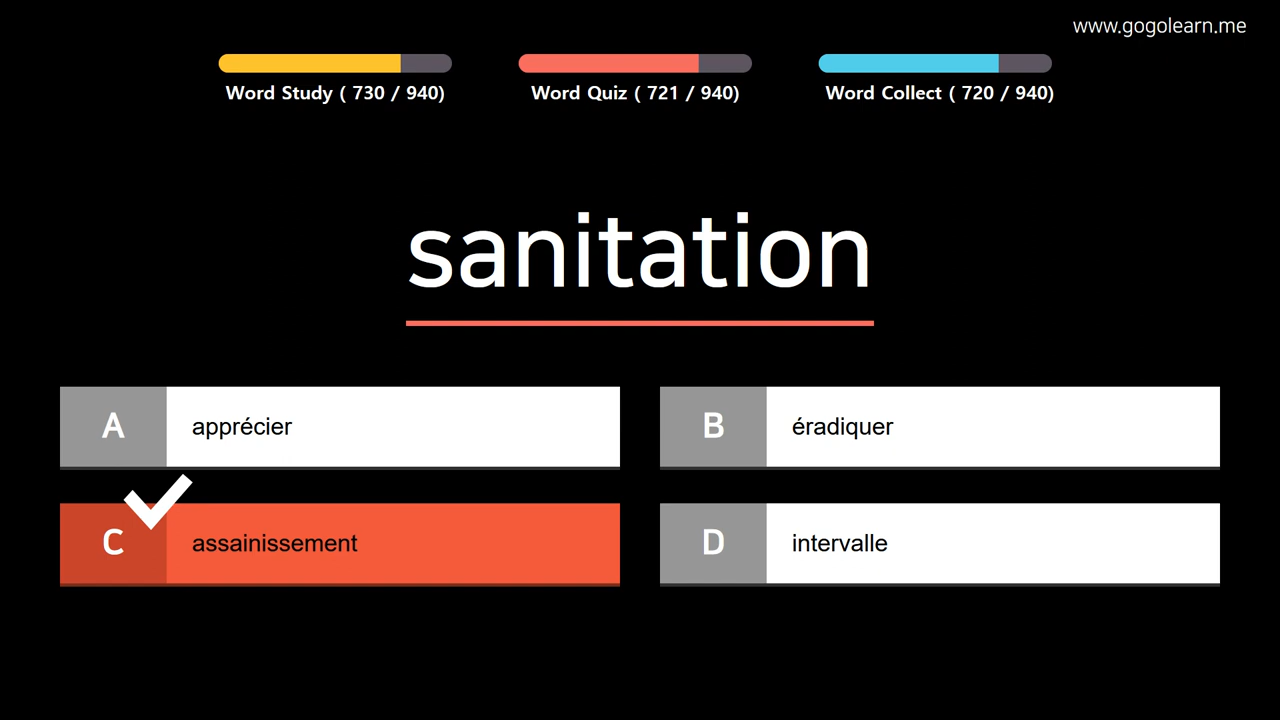 www.gogolearn.me
Word Study ( 730 / 940)
Word Quiz ( 721 / 940)
Word Collect ( 720 / 940)
sanitation
A apprécier
B éradiquer
C assainissement
D intervalle